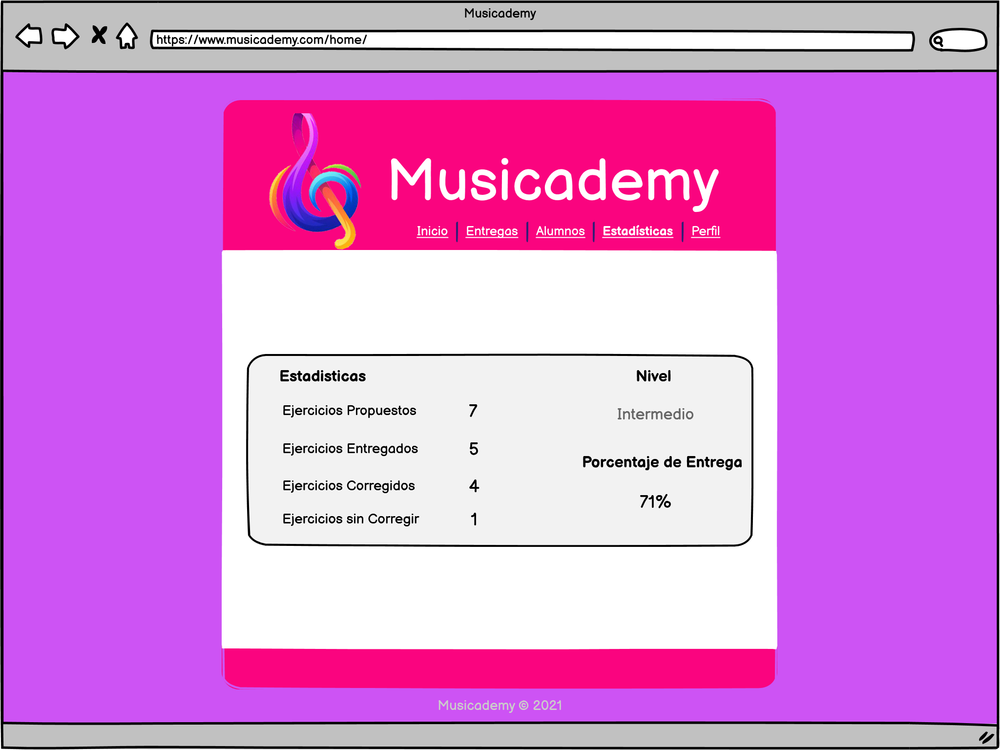 Musicademy
https://www.musicademy.com/home/
Musicademy
Inicio Entregas Alumnos Estadísticas Perfil
Estadisticas
Ejercicios Propuestos 7
Ejercicios Entregados 5
Ejercicios Corregidos 4
Ejercicios sin Corregir 1
Nivel
Intermedio
Porcentaje de Entrega
71%
Musicademy © 2021